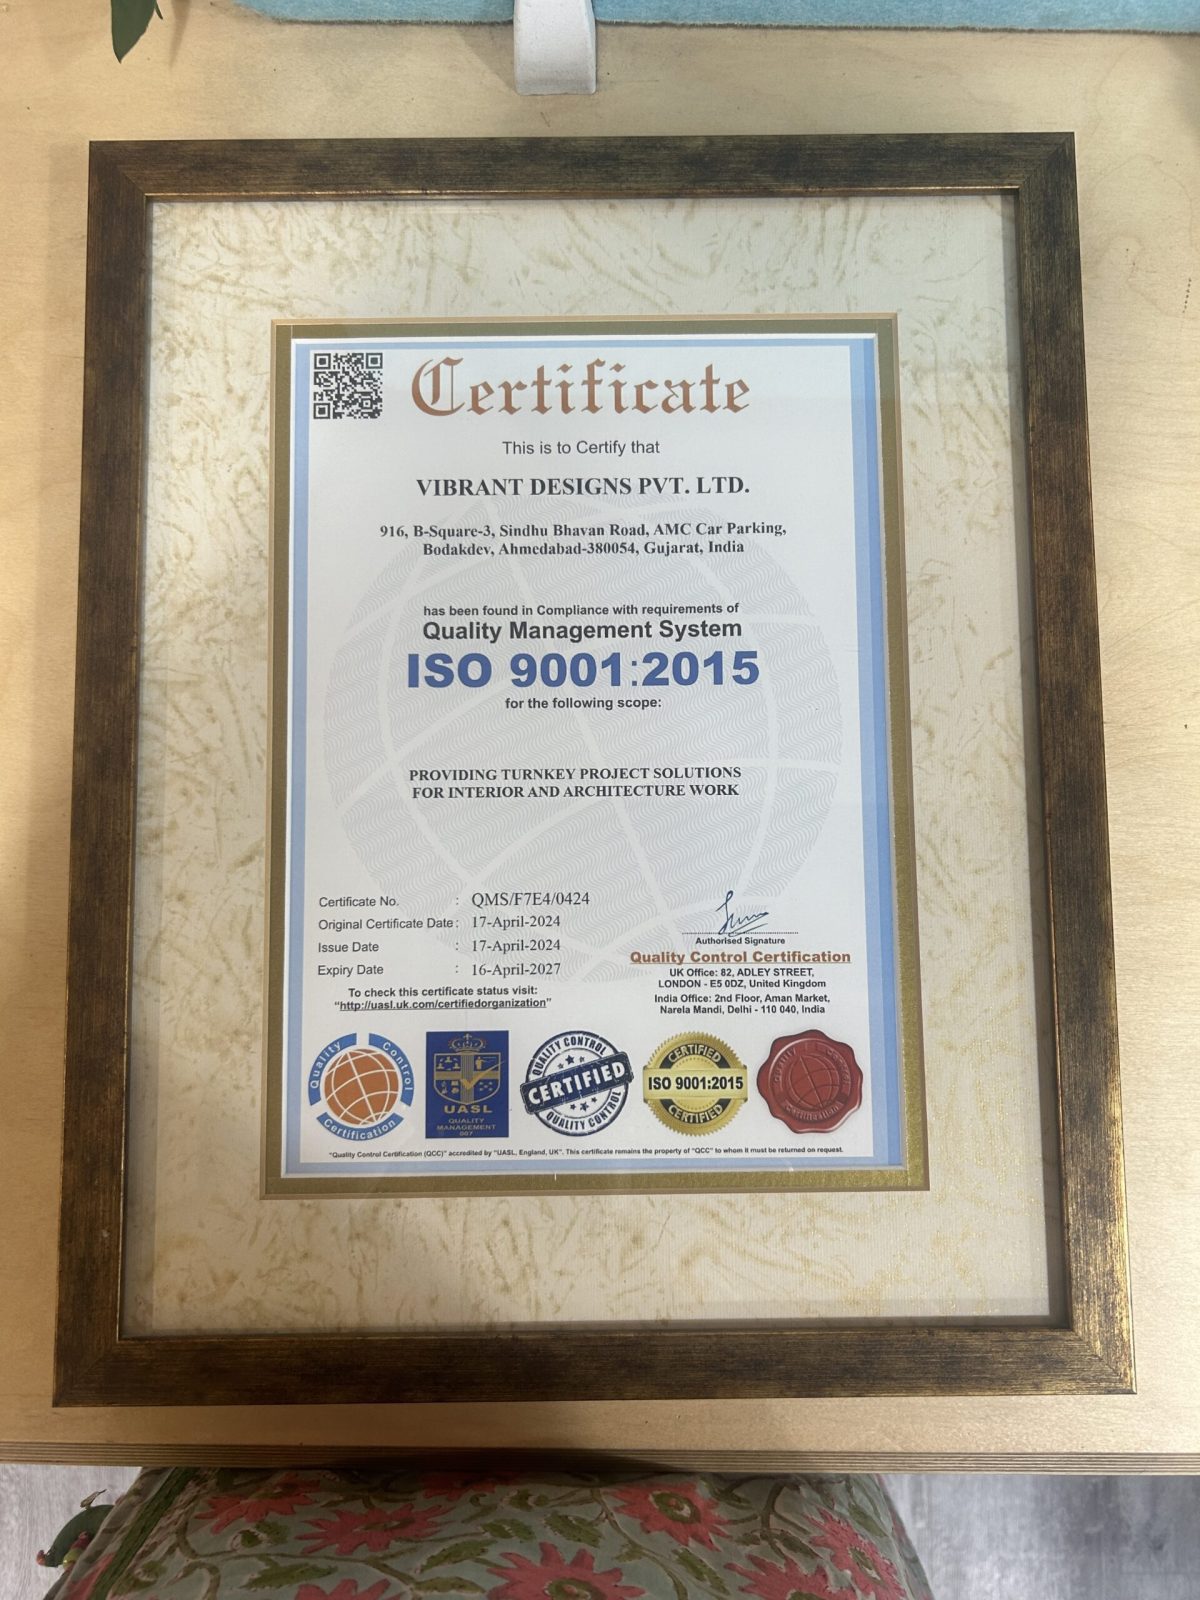 Certificate
This is to Certify that
VIBRANT DESIGNS PVT. LTD.
916, B-Square-3, Sindhu Bhavan Road, AMC Car Parking,
Bodakdev, Ahmedabad-380054, Gujarat, India
has been found in Compliance with requirements of
Quality Management System
ISO 9001:2015
for the following scope:
PROVIDING TURNKEY PROJECT SOLUTIONS
FOR INTERIOR AND ARCHITECTURE WORK
Certificate No. : QMS/F7E4/0424
Original Certificate Date : 17-April-2024
Issue Date : 17-April-2024
Expiry Date : 16-April-2027
To check this certificate status visit:
"http://uasl.uk.com/certifiedorganization"
Authorised Signature
Quality Control Certification
UK Office: 82, ADLEY STREET,
LONDON - E5 0DZ, United Kingdom
India Office: 2nd Floor, Aman Market,
Narela Mandi, Delhi - 110 040, India
Quality Control Certification
UASL
QUALITY
MANAGEMENT
007
QUALITY CONTROL
CERTIFIED
QUALITY CONTROL
CERTIFIED
ISO 9001:2015
CERTIFIED
Quality Control
Certification
"Quality Control Certification (QCC)" accredited by "UASL, England, UK". This certificate remains the property of "QCC" to whom it must be returned on request.